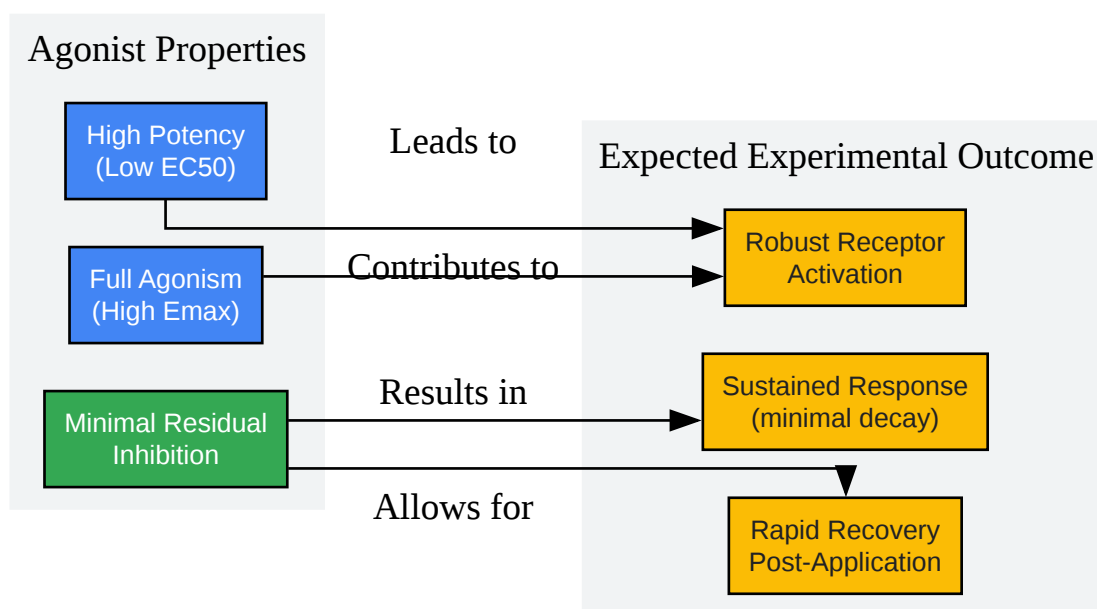 Agonist Properties
High Potency
(Low EC50)
Full Agonism
(High Emax)
Minimal Residual
Inhibition
Leads to
Contributes to
Results in
Allows for
Expected Experimental Outcome
Robust Receptor
Activation
Sustained Response
(minimal decay)
Rapid Recovery
Post-Application